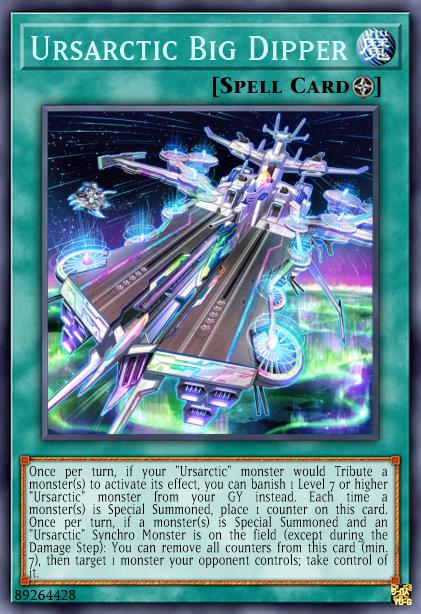 URSARCTIC BIG DIPPER
[SPELL CARD]
Once per turn, if your "Ursarctic" monster would Tribute a
monster(s) to activate its effect, you can banish 1 Level 7 or higher
"Ursarctic" monster from your GY instead. Each time a
monster(s) is Special Summoned, place 1 counter on this card.
Once per turn, if a monster(s) is Special Summoned and an
"Ursarctic" Synchro Monster is on the field (except during the
Damage Step): You can remove all counters from this card (min.
7), then target 1 monster your opponent controls; take control of
it.
89264428